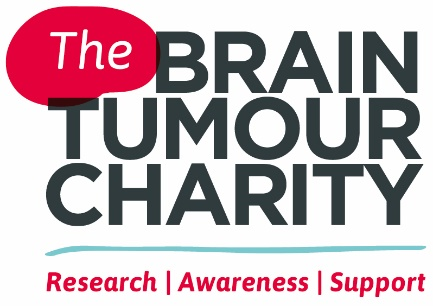 The BRAIN
TUMOUR
CHARITY
Research | Awareness | Support